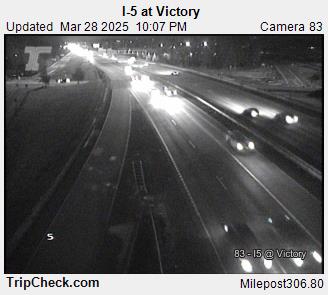 I-5 at Victory
Updated  Mar 28 2025  10:07 PM
Camera 83
83 - I5 @ Victory
TripCheck.com
Milepost306.80